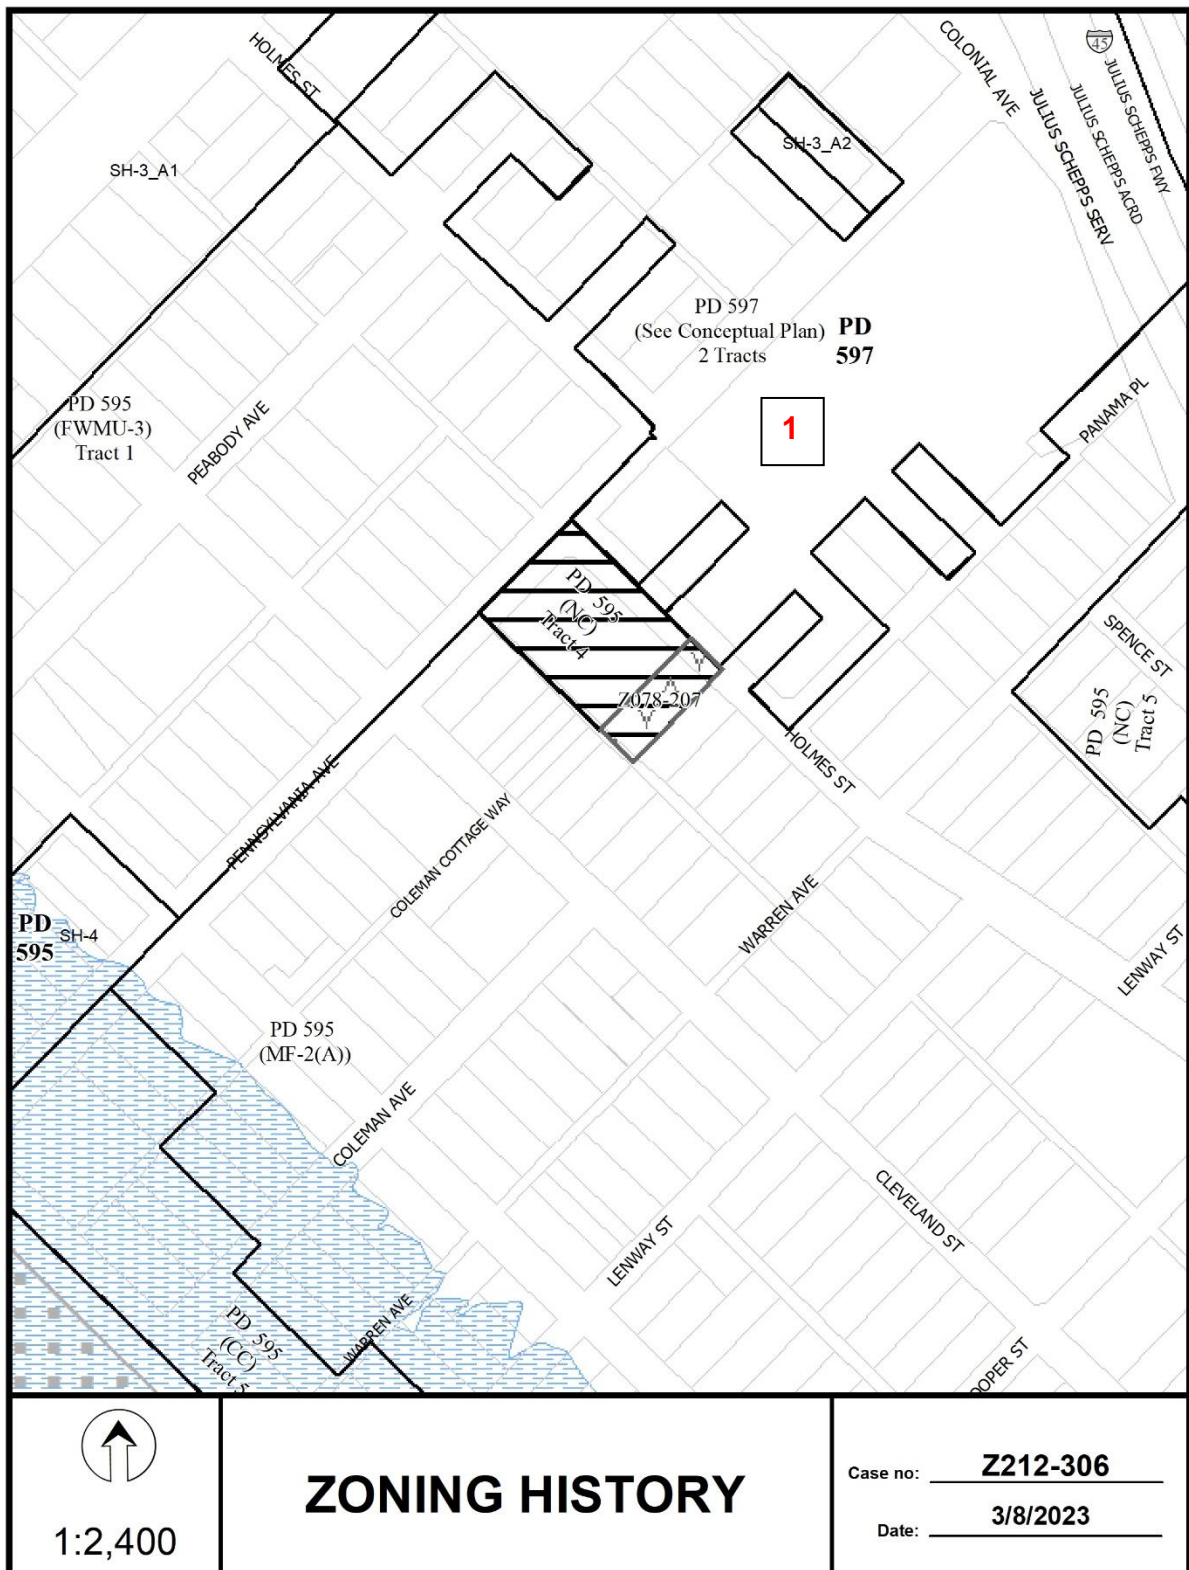 HOLMES ST
COLONIAL AVE
45
JULIUS SCHEPPS FWY
JULIUS SCHEPPS ACRD
JULIUS SCHEPPS SERV
SH-3_A1
SH-3_A2
PD 597
(See Conceptual Plan)
2 Tracts
PD
597
PANAMA PL
PD 595
(FWMU-3)
Tract 1
PEABODY AVE
1
PD 595
(NC)
Tract 4
Z078-207
SPENCE ST
PD 595
(NC)
Tract 5
HOLMES ST
PENNSYLVANIA AVE
COLEMAN COTTAGE WAY
WARREN AVE
LENWAY ST
PD
595
SH-4
PD 595
(MF-2(A))
COLEMAN AVE
CLEVELAND ST
LENWAY ST
PD 595
(CC)
Tract 5
WARREN AVE
OOPER ST
1:2,400
ZONING HISTORY
Case no: Z212-306
Date: 3/8/2023